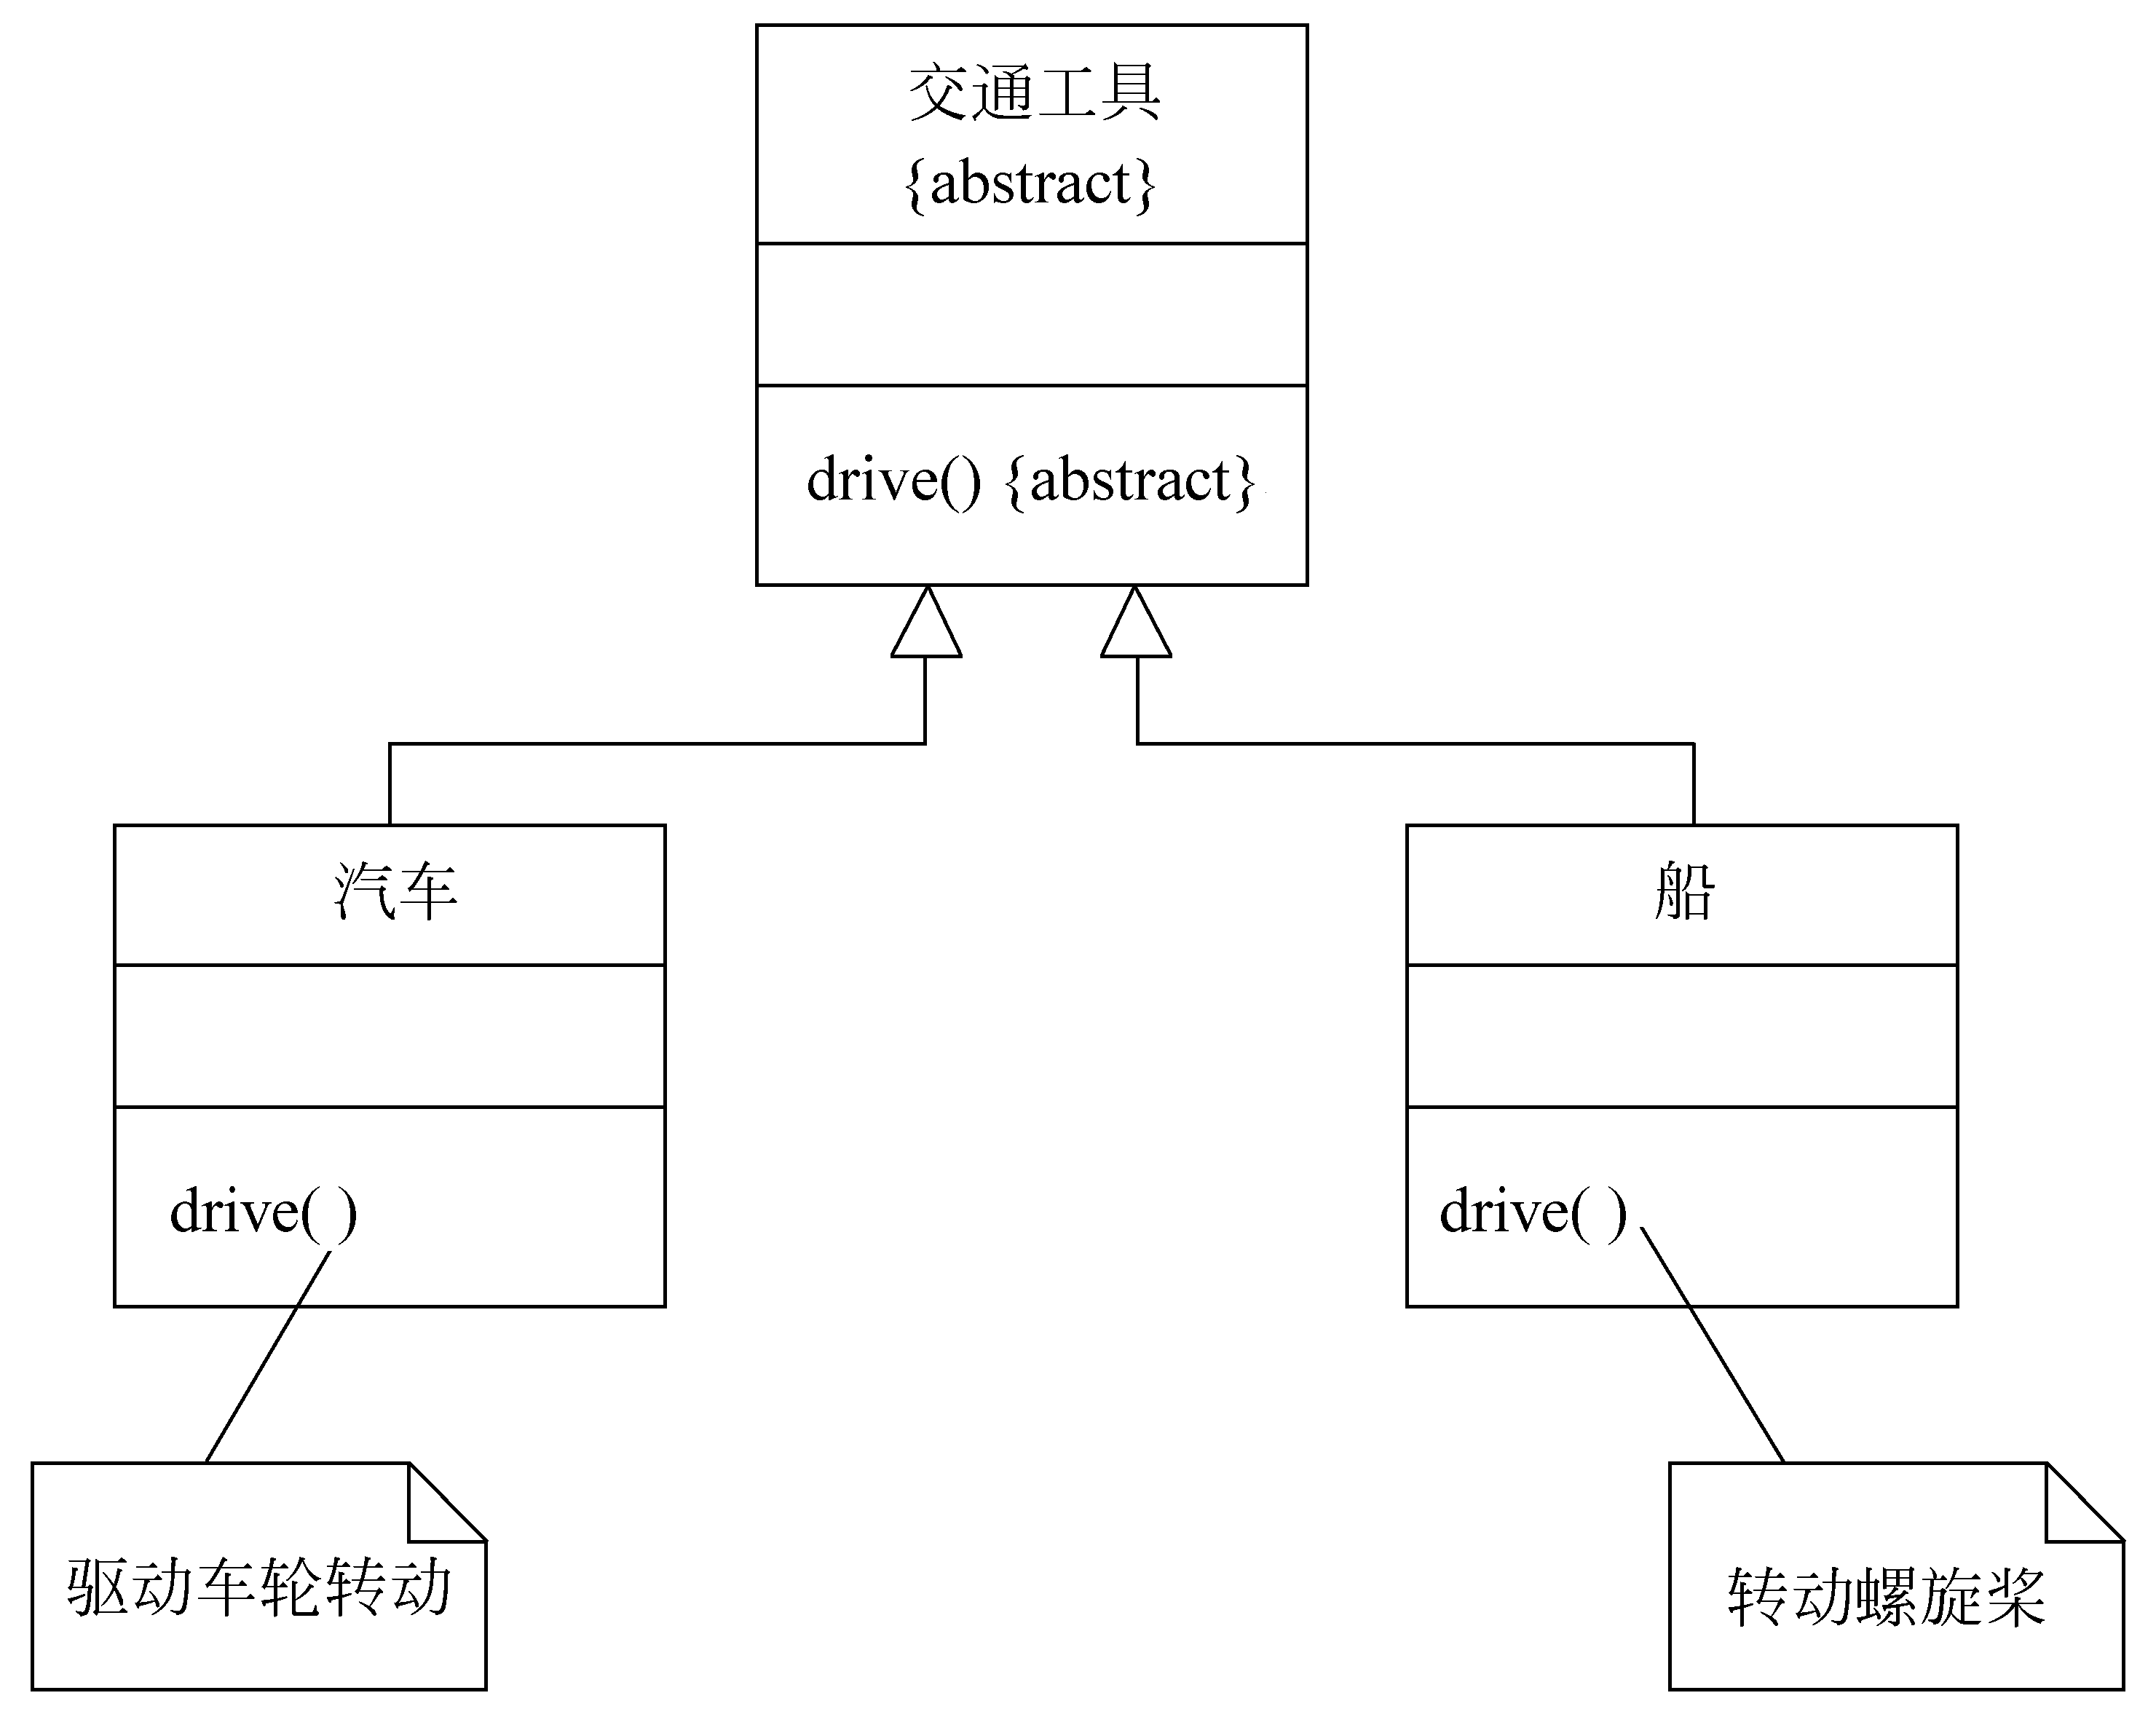 交通工具
{abstract}
drive() {abstract}
汽车
船
drive( )
drive( )
驱动车轮转动
转动螺旋桨